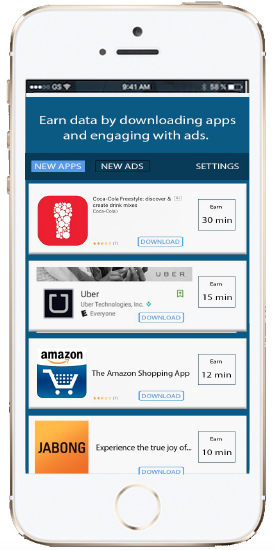 GS 9:41 AM 58 %
Earn data by downloading apps
and engaging with ads.
NEW APPS NEW ADS SETTINGS
Coca-Cola Freestyle: discover &
create drink mixes
Coca-Cola
(1)
DOWNLOAD
Earn
30 min
UBER
UBER
Uber
Uber Technologies, Inc.
Everyone
DOWNLOAD
Earn
15 min
amazon
The Amazon Shopping App
(1)
DOWNLOAD
Earn
12 min
JABONG
Experience the true joy of...
DOWNLOAD
Earn
10 min